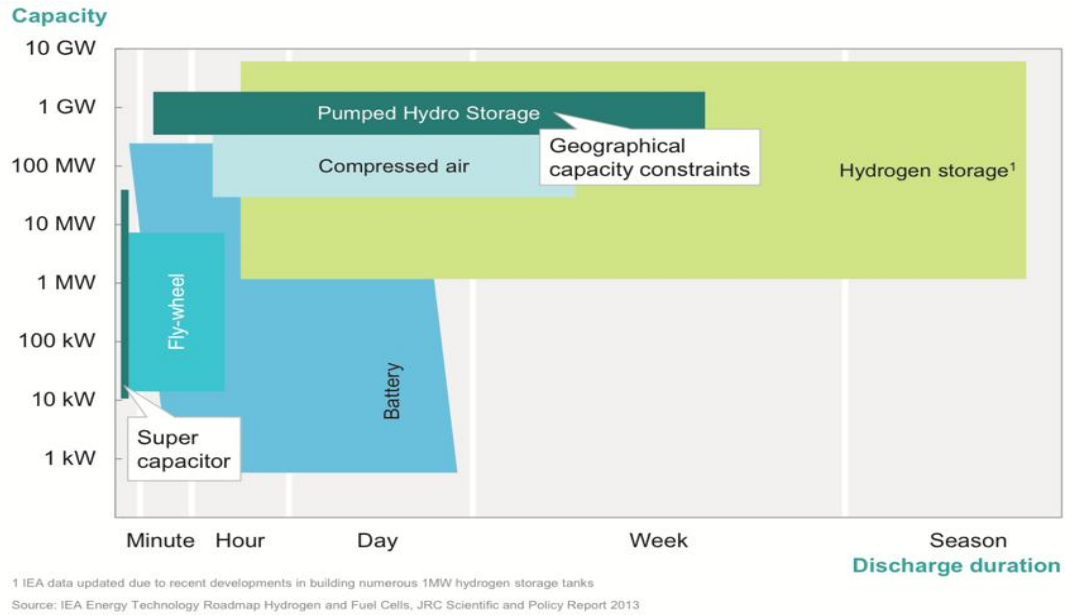 Capacity
10 GW
1 GW
100 MW
10 MW
1 MW
100 kW
10 kW
1 kW
Pumped Hydro Storage
Geographical
capacity constraints
Compressed air
Hydrogen storage¹
Fly-wheel
Battery
Super
capacitor
Minute Hour Day Week Season
Discharge duration
1 IEA data updated due to recent developments in building numerous 1MW hydrogen storage tanks
Source: IEA Energy Technology Roadmap Hydrogen and Fuel Cells, JRC Scientific and Policy Report 2013